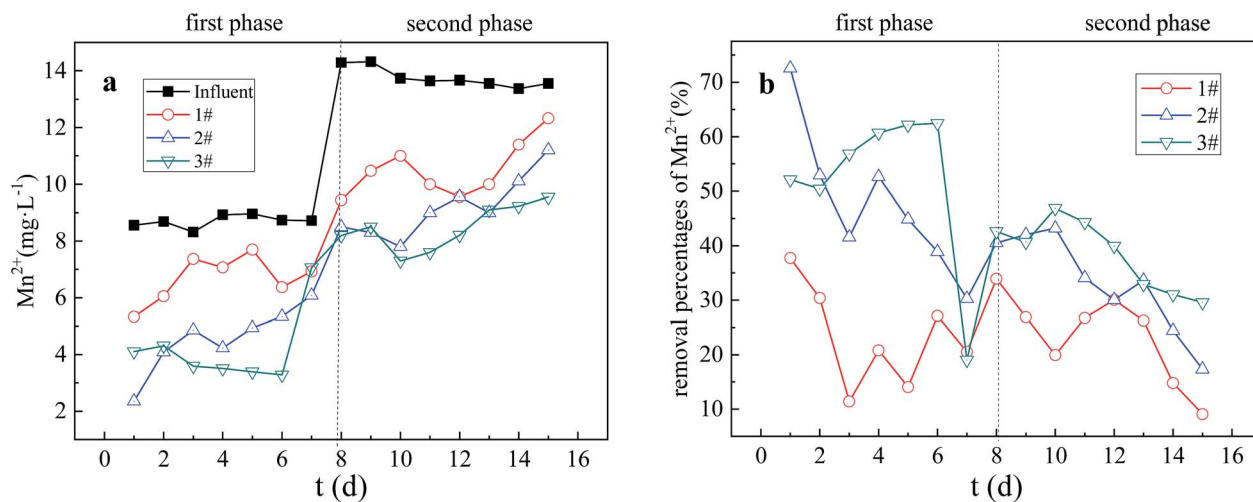 first phase
second phase
a
Influent
1#
2#
3#
Mn²⁺(mg·L⁻¹)
14
12
10
8
6
4
2
0 2 4 6 8 10 12 14 16
t (d)
first phase
second phase
b
1#
2#
3#
removal percentages of Mn²⁺(%)
70
60
50
40
30
20
10
0 2 4 6 8 10 12 14 16
t (d)